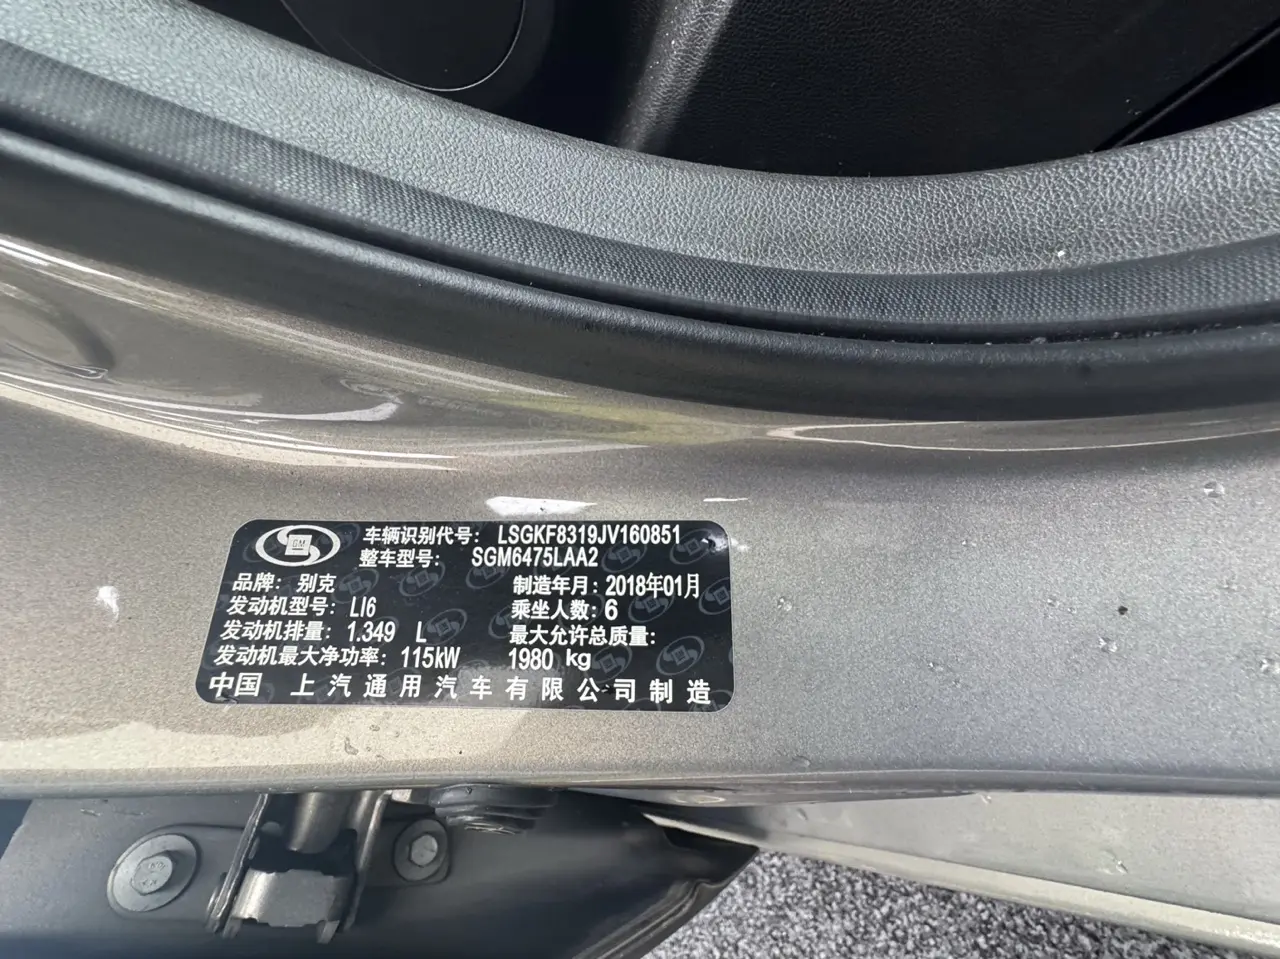 GM
车辆识别代号: LSGKF8319JV160851
整车型号: SGM6475LAA2
品牌: 别克
制造年月: 2018年01月
发动机型号: LI6
乘坐人数: 6
发动机排量: 1.349 L
最大允许总质量:
发动机最大净功率: 115kW
1980 kg
中国 上汽通用汽车有限公司制造